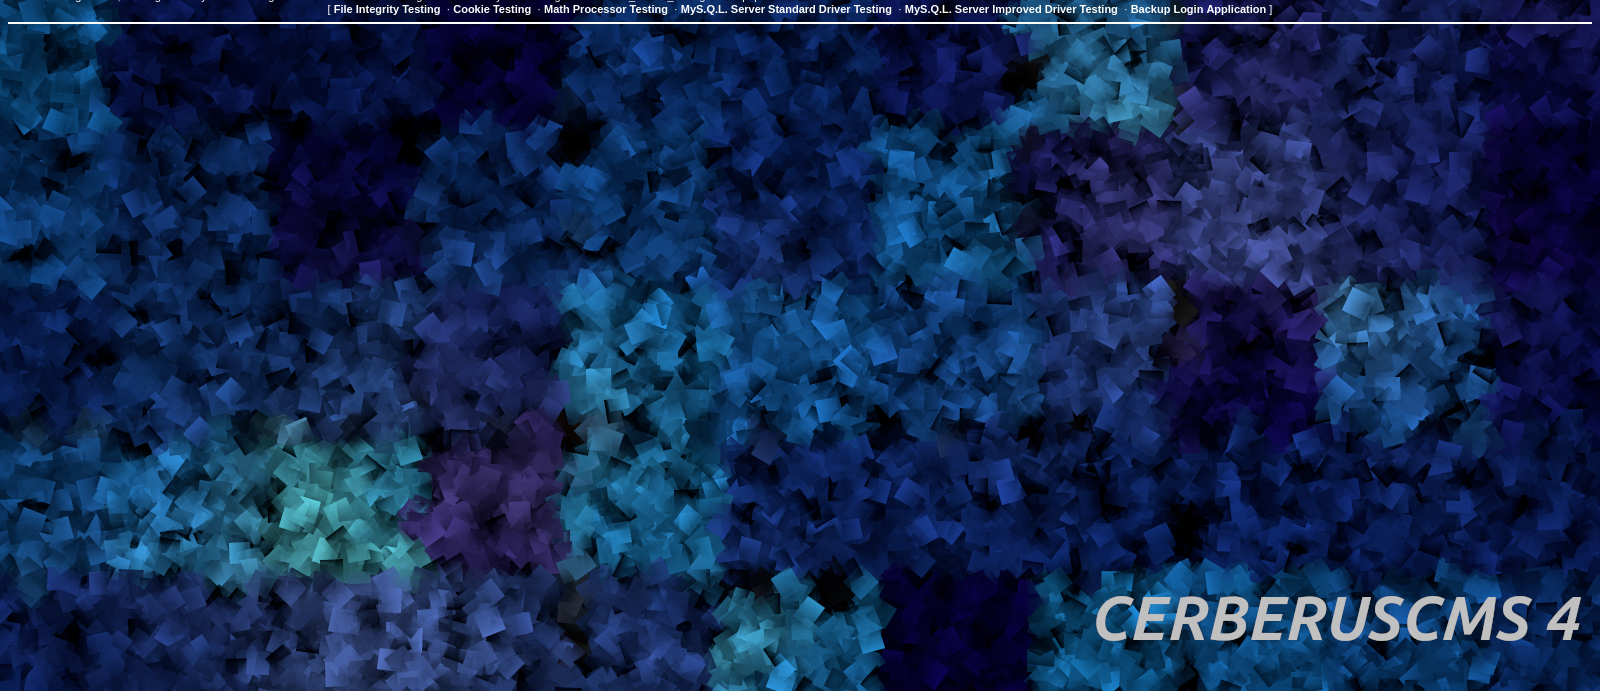 [ File Integrity Testing · Cookie Testing · Math Processor Testing · MyS.Q.L. Server Standard Driver Testing · MyS.Q.L. Server Improved Driver Testing · Backup Login Application ]
CERBERUSCMS 4